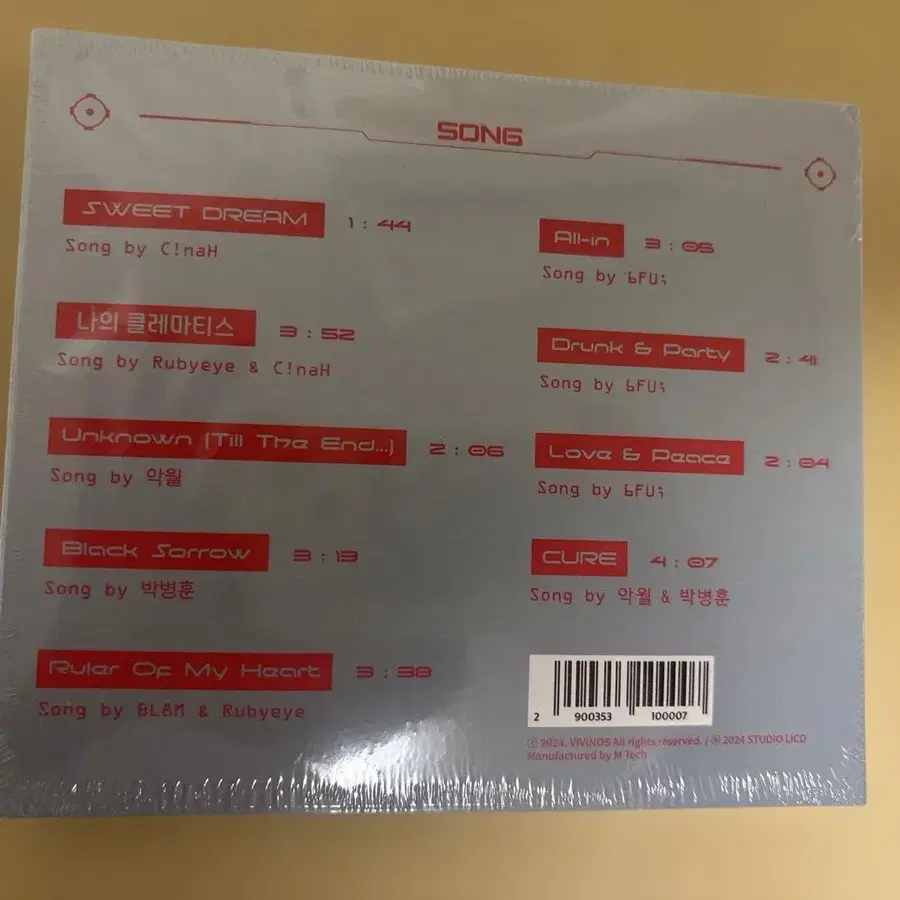 SONG
SWEET DREAM 1 : 44
Song by C!naH
나의 클레마티스 3 : 52
Song by Rubyeye & C!naH
Unknown (Till The End...) 2 : 06
Song by 악월
Black Sorrow 3 : 13
Song by 박병훈
Ruler Of My Heart 3 : 38
Song by BL8M & Rubyeye
All-in 3 : 05
Song by 6FU;
Drunk & Party 2 : 41
Song by 6FU;
Love & Peace 2 : 04
Song by 6FU;
CURE 4 : 07
Song by 악월 & 박병훈
2 900353 100007
© 2024. VIVINOS All rights reserved. / ℗ 2024 STUDIO LICO
Manufactured by M Tech